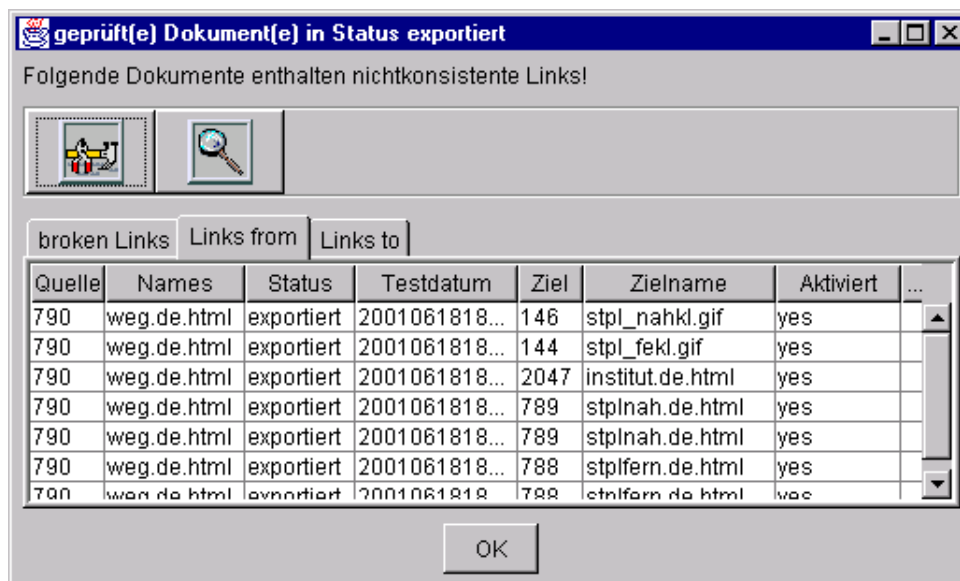 geprüft(e) Dokument(e) in Status exportiert
Folgende Dokumente enthalten nichtkonsistente Links!
broken Links Links from Links to
Quelle Names Status Testdatum Ziel Zielname Aktiviert ...
790 weg.de.html exportiert 2001061818... 146 stpl_nahkl.gif yes
790 weg.de.html exportiert 2001061818... 144 stpl_fekl.gif yes
790 weg.de.html exportiert 2001061818... 2047 institut.de.html yes
790 weg.de.html exportiert 2001061818... 789 stplnah.de.html yes
790 weg.de.html exportiert 2001061818... 789 stplnah.de.html yes
790 weg.de.html exportiert 2001061818... 788 stplfern.de.html yes
790 weg.de.html exportiert 2001061818... 788 stplfern.de.html yes
OK